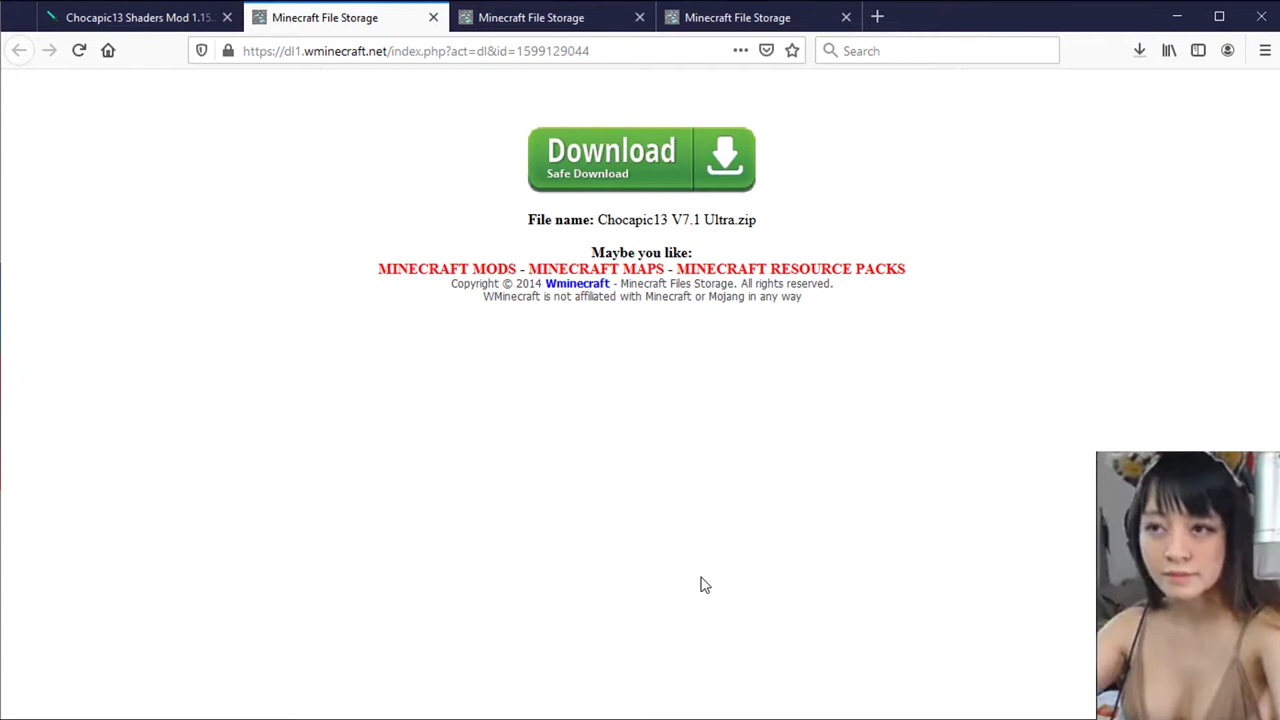 Chocapic13 Shaders Mod 1.15.
Minecraft File Storage
Minecraft File Storage
Minecraft File Storage
https://dl1.wminecraft.net/index.php?act=dl&id=1599129044
Search
Download
Safe Download
File name: Chocapic13 V7.1 Ultra.zip
Maybe you like:
MINECRAFT MODS - MINECRAFT MAPS - MINECRAFT RESOURCE PACKS
Copyright © 2014 Wminecraft - Minecraft Files Storage. All rights reserved.
WMinecraft is not affiliated with Minecraft or Mojang in any way